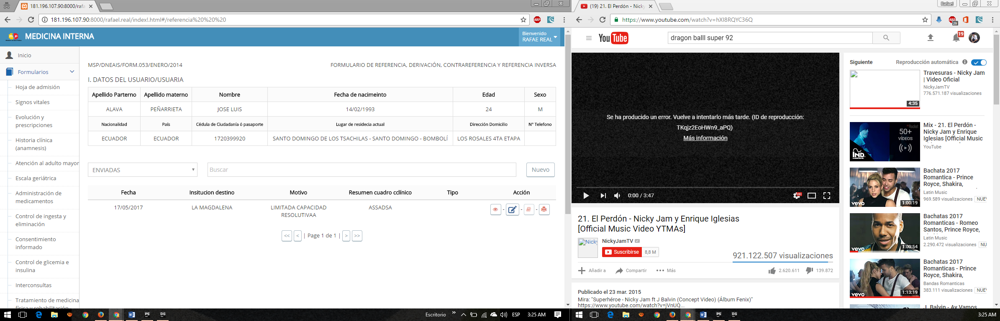 181.196.107.90:8000/rafa
181.196.107.90:8000/rafael.real/index!.html#/referencia%20%20%20
ABP
MEDICINA INTERNA
Bienvenido
RAFAE REAL
Inicio
Formularios
Hoja de admisión
Signos vitales
Evolución y
prescripciones
Historia clínica
(anamnesis)
Atención al adulto mayor
Escala geriátrica
Administración de
medicamentos
Control de ingesta y
eliminación
Consentimiento
informado
Control de glicemia e
insulina
Interconsultas
Tratamiento de medicina
física y rehabilitación
MSP/DNEAIS/FORM.053/ENERO/2014
FORMULARIO DE REFERENCIA, DERIVACIÓN, CONTRAREFERENCIA Y REFERENCIA INVERSA
I. DATOS DEL USUARIO/USUARIA
Apellido Parterno Apellido materno Nombre Fecha de nacimeinto Edad Sexo
ALAVA PEÑARRIETA JOSE LUIS 14/02/1993 24 M
Nacionalidad País Cédula de Ciudadanía ó pasaporte Lugar de residecia actual Dirección Domicilio N° Telefono
ECUADOR ECUADOR 1720399920 SANTO DOMINGO DE LOS TSACHILAS - SANTO DOMINGO - BOMBOLÍ LOS ROSALES 4TA ETAPA
ENVIADAS Buscar Nuevo
Fecha Insitucion destino Motivo Resumen cuadro cclínico Tipo Acción
17/05/2017 LA MAGDALENA LIMITADA CAPACIDAD ASSADSA
RESOLUTIVAA
<< < | Page 1 de 1 | > >>
Escritorio
ESP
3:25 AM
(19) 21. El Perdón - Nick
Rafael
https://www.youtube.com/watch?v=hXI8RQYC36Q
ABP
29
YouTube
dragon balll super 92
19
Se ha producido un error. Vuelve a intentarlo más tarde. (ID de reproducción:
TKqjz2EoHWn9_aPQ)
Más información
0:00 / 3:47
HD
21. El Perdón - Nicky Jam y Enrique Iglesias
[Official Music Video YTMAs]
Nicky
NickyJamTV
Suscribirse 8,8 M
921.122.507 visualizaciones
Añadir a Compartir Más 2.620.611 139.872
Publicado el 23 mar. 2015
Mira: "Superhéroe - Nicky Jam ft J Balvin (Concept Video) (Álbum Fenix)"
https://www.youtube.com/watch?v=jVnUQ...
Siguiente Reproducción automática
Travesuras - Nicky Jam
| Video Oficial
NickyJamTV
776.571.187 visualizaciones
4:35
Mix - 21. El Perdón -
Nicky Jam y Enrique
Iglesias [Official Music
YouTube
50+
VÍDEOS
IND.
Bachata 2017
Romantica - Prince
Royce, Shakira,
Latin Music
969.589 visualizaciones NUE
vevo
1:00:19
Bachatas 2017
Romanticas - Romeo
Santos, Prince Royce,
Latin Music
2.290.472 visualizaciones NU
vevo
1:00:54
Bachatas 2017
Romanticas - Prince
Royce, Shakira,
Bandas Romanticas
383.111 visualizaciones NUE
vevo
1:13:19
J. Balvin - Ay Vamos
3:25 AM